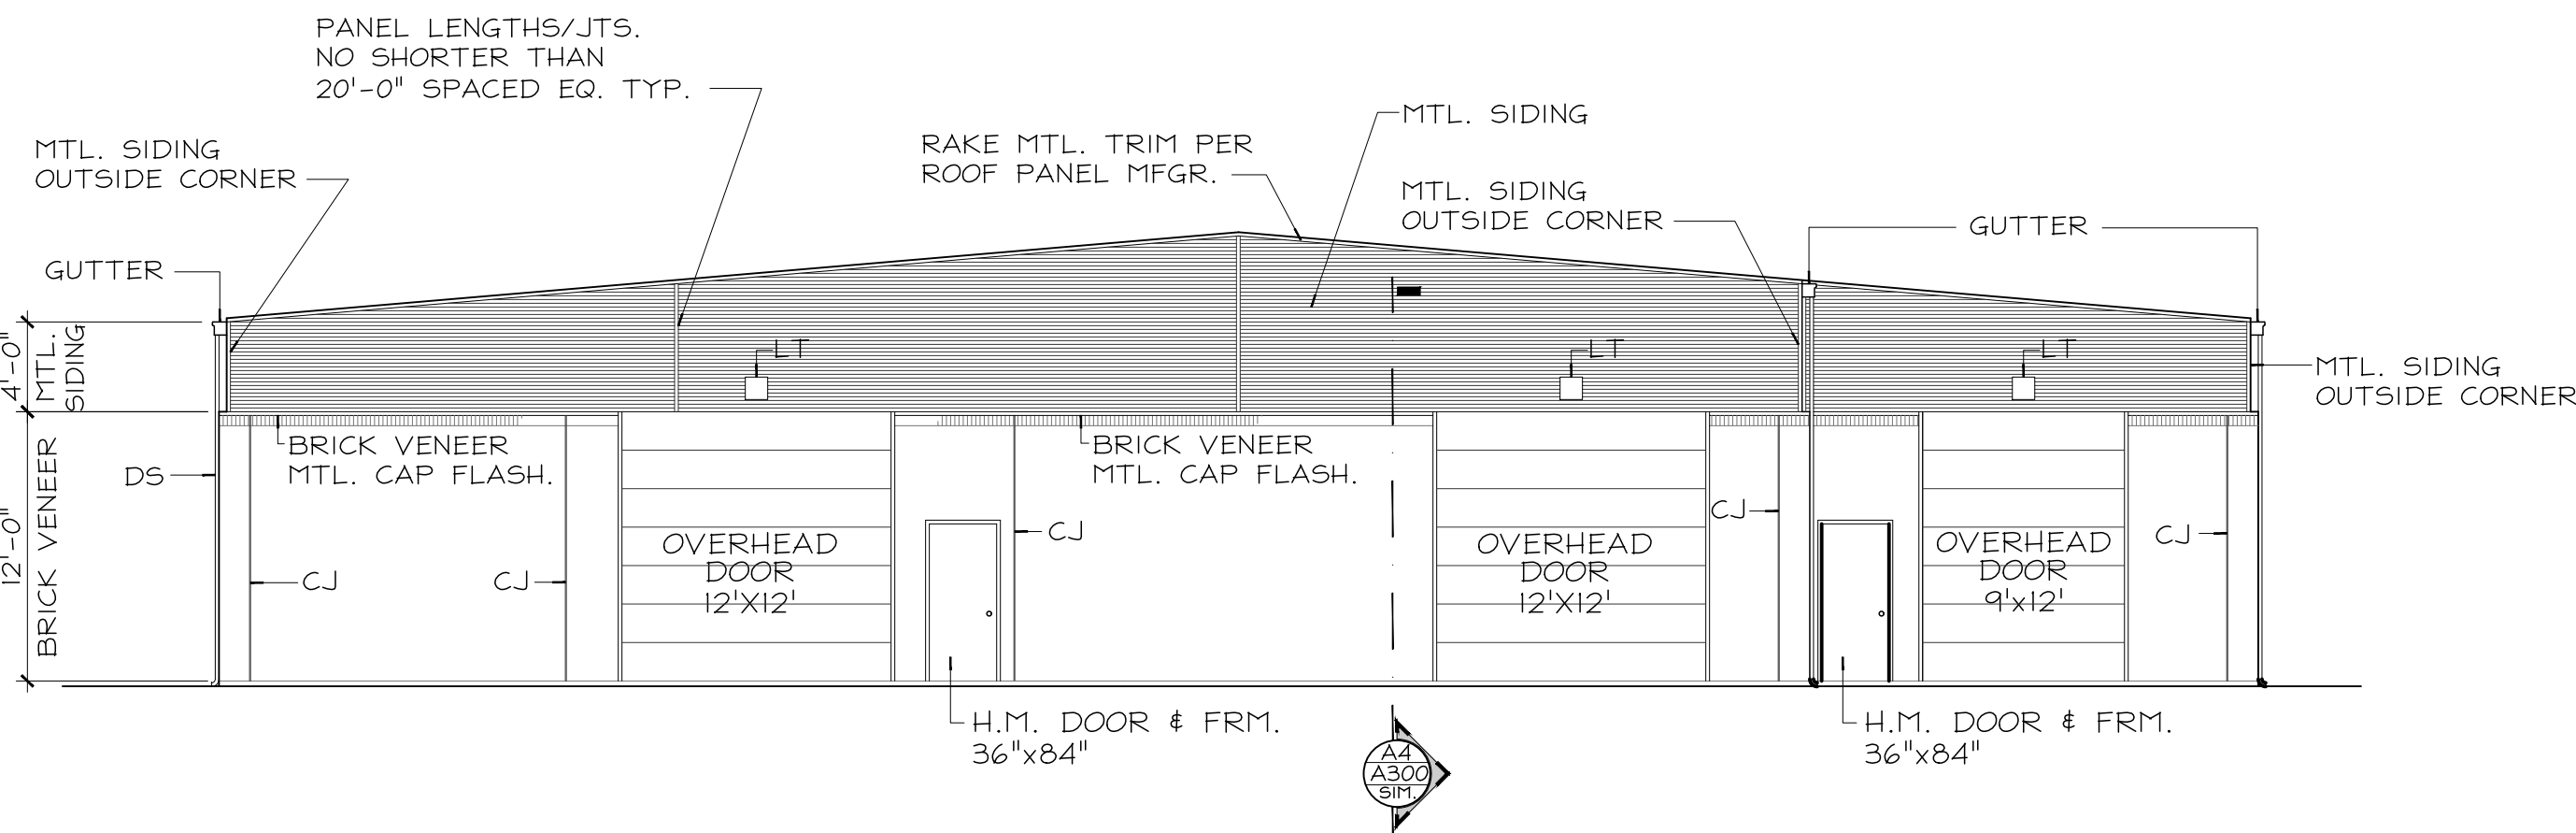 PANEL LENGTHS/JTS.
NO SHORTER THAN
20'-0" SPACED EQ. TYP.
MTL. SIDING
OUTSIDE CORNER
RAKE MTL. TRIM PER
ROOF PANEL MFGR.
MTL. SIDING
MTL. SIDING
OUTSIDE CORNER
GUTTER
GUTTER
4'-0"
MTL.
SIDING
LT
LT
LT
MTL. SIDING
OUTSIDE CORNER
12'-0"
BRICK VENEER
DS
BRICK VENEER
MTL. CAP FLASH.
BRICK VENEER
MTL. CAP FLASH.
CJ
CJ
OVERHEAD
DOOR
12'X12'
CJ
OVERHEAD
DOOR
12'X12'
CJ
OVERHEAD
DOOR
9'x12'
CJ
H.M. DOOR & FRM.
36"x84"
A4
A300
SIM.
H.M. DOOR & FRM.
36"x84"